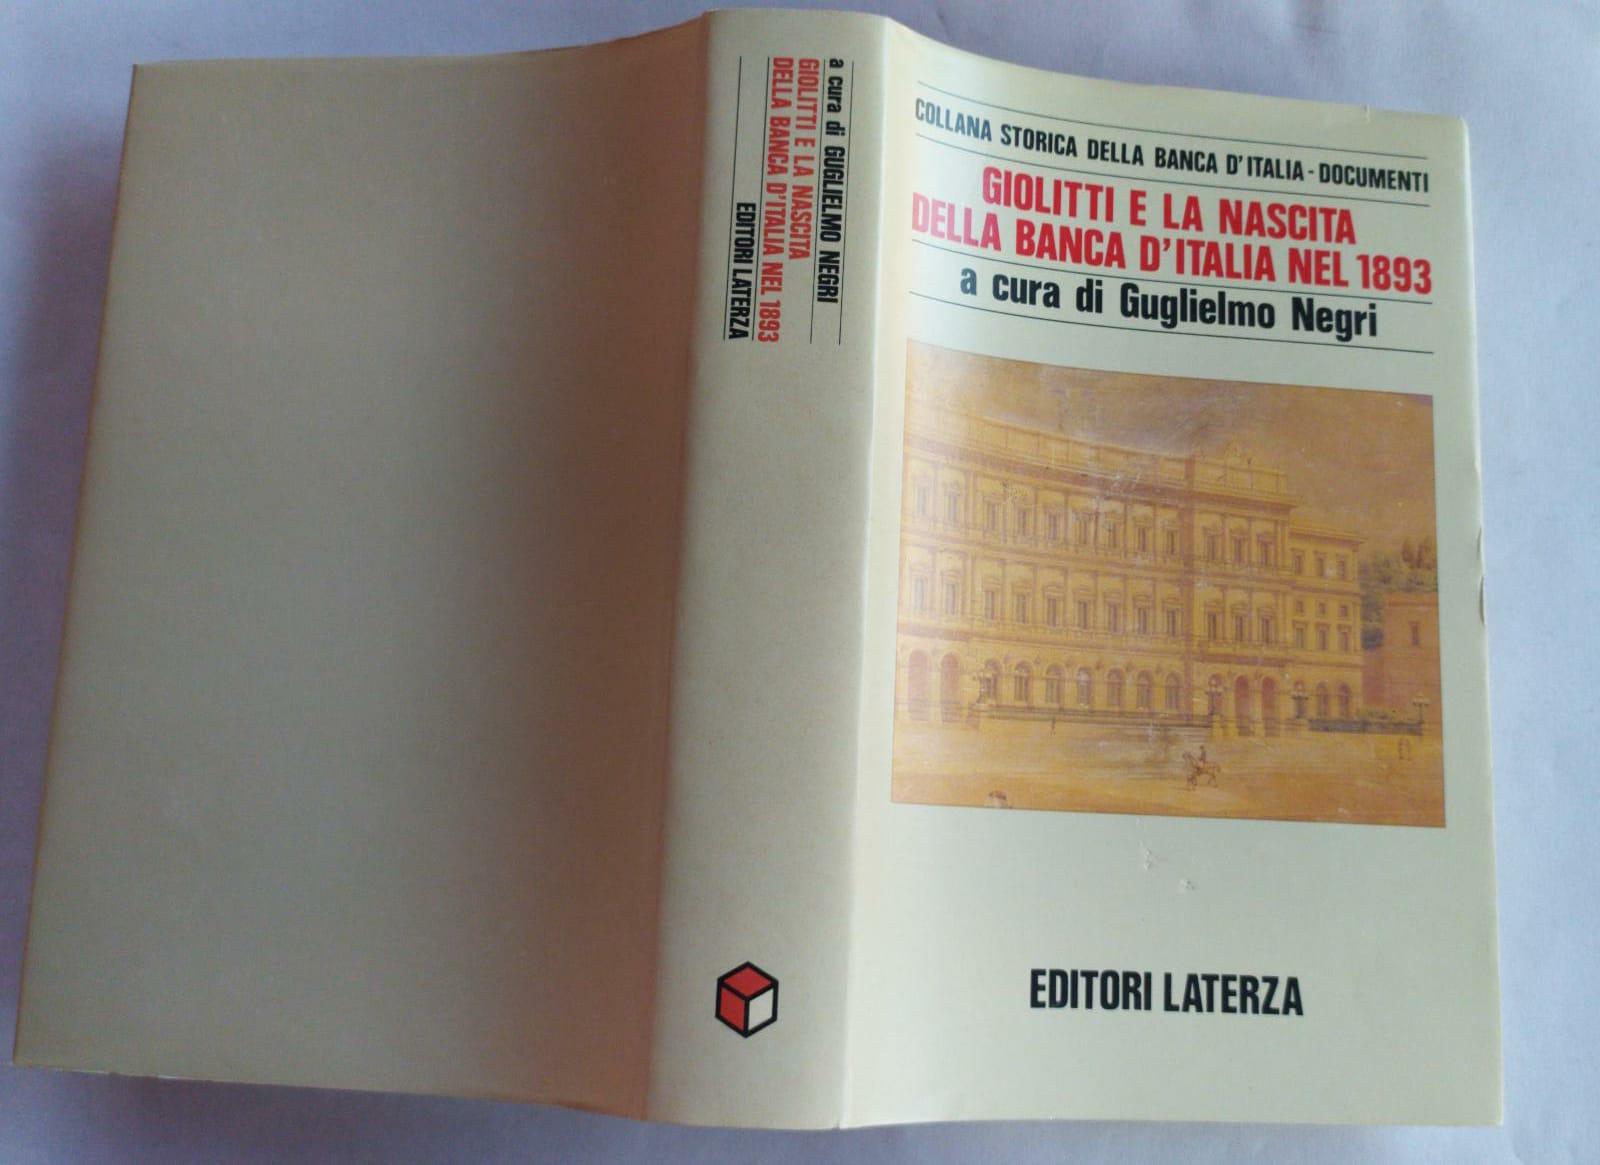 a cura di GUGLIELMO NEGRI
GIOLITTI E LA NASCITA
DELLA BANCA D'ITALIA NEL 1893
EDITORI LATERZA
COLLANA STORICA DELLA BANCA D'ITALIA - DOCUMENTI
GIOLITTI E LA NASCITA
DELLA BANCA D'ITALIA NEL 1893
a cura di Guglielmo Negri
EDITORI LATERZA